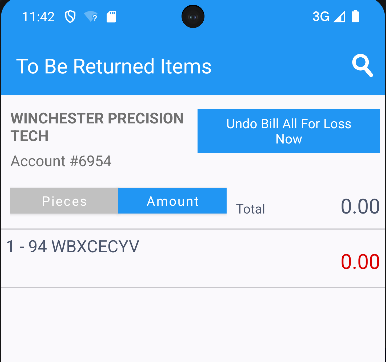 11:42
3G
To Be Returned Items
WINCHESTER PRECISION
TECH
Undo Bill All For Loss
Now
Account #6954
Pieces
Amount
Total
0.00
1 - 94 WBXCECYV
0.00